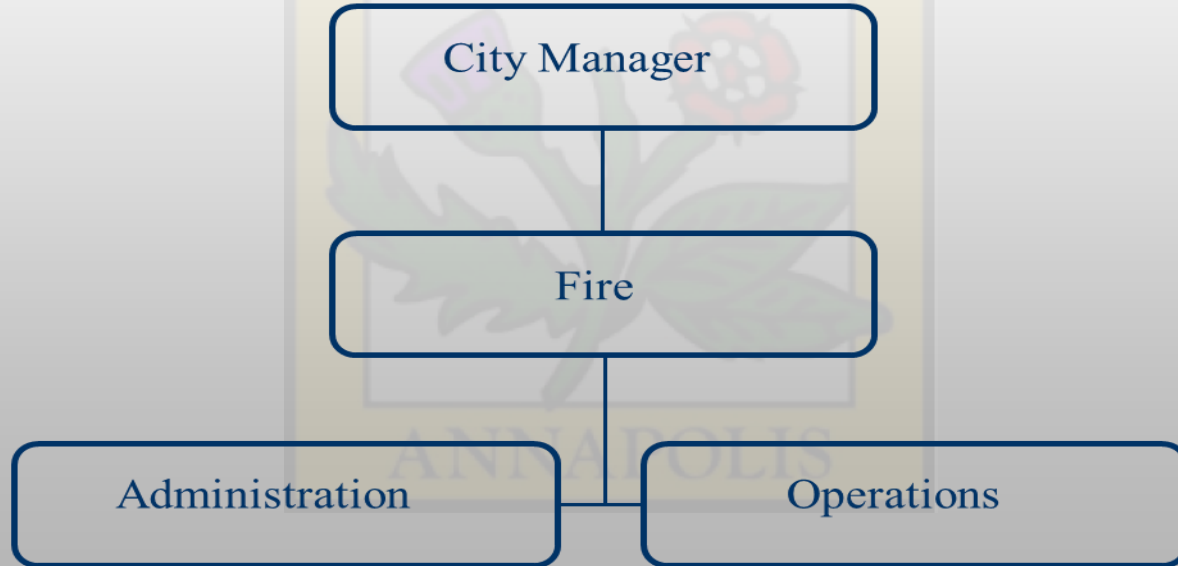 City Manager
Fire
ANNAPOLIS
Administration
Operations